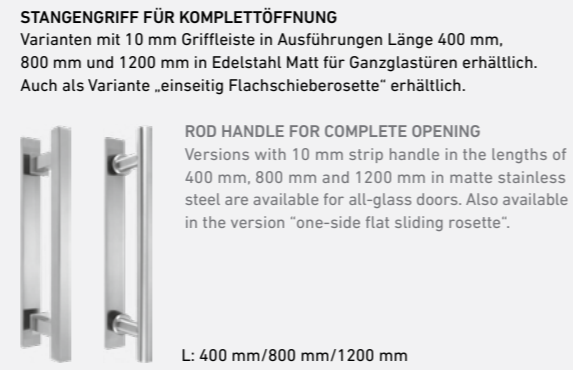 STANGENGRIFF FÜR KOMPLETTÖFFNUNG
Varianten mit 10 mm Griffleiste in Ausführungen Länge 400 mm,
800 mm und 1200 mm in Edelstahl Matt für Ganzglastüren erhältlich.
Auch als Variante „einseitig Flachschieberosette“ erhältlich.
ROD HANDLE FOR COMPLETE OPENING
Versions with 10 mm strip handle in the lengths of
400 mm, 800 mm and 1200 mm in matte stainless
steel are available for all-glass doors. Also available
in the version “one-side flat sliding rosette“.
L: 400 mm/800 mm/1200 mm